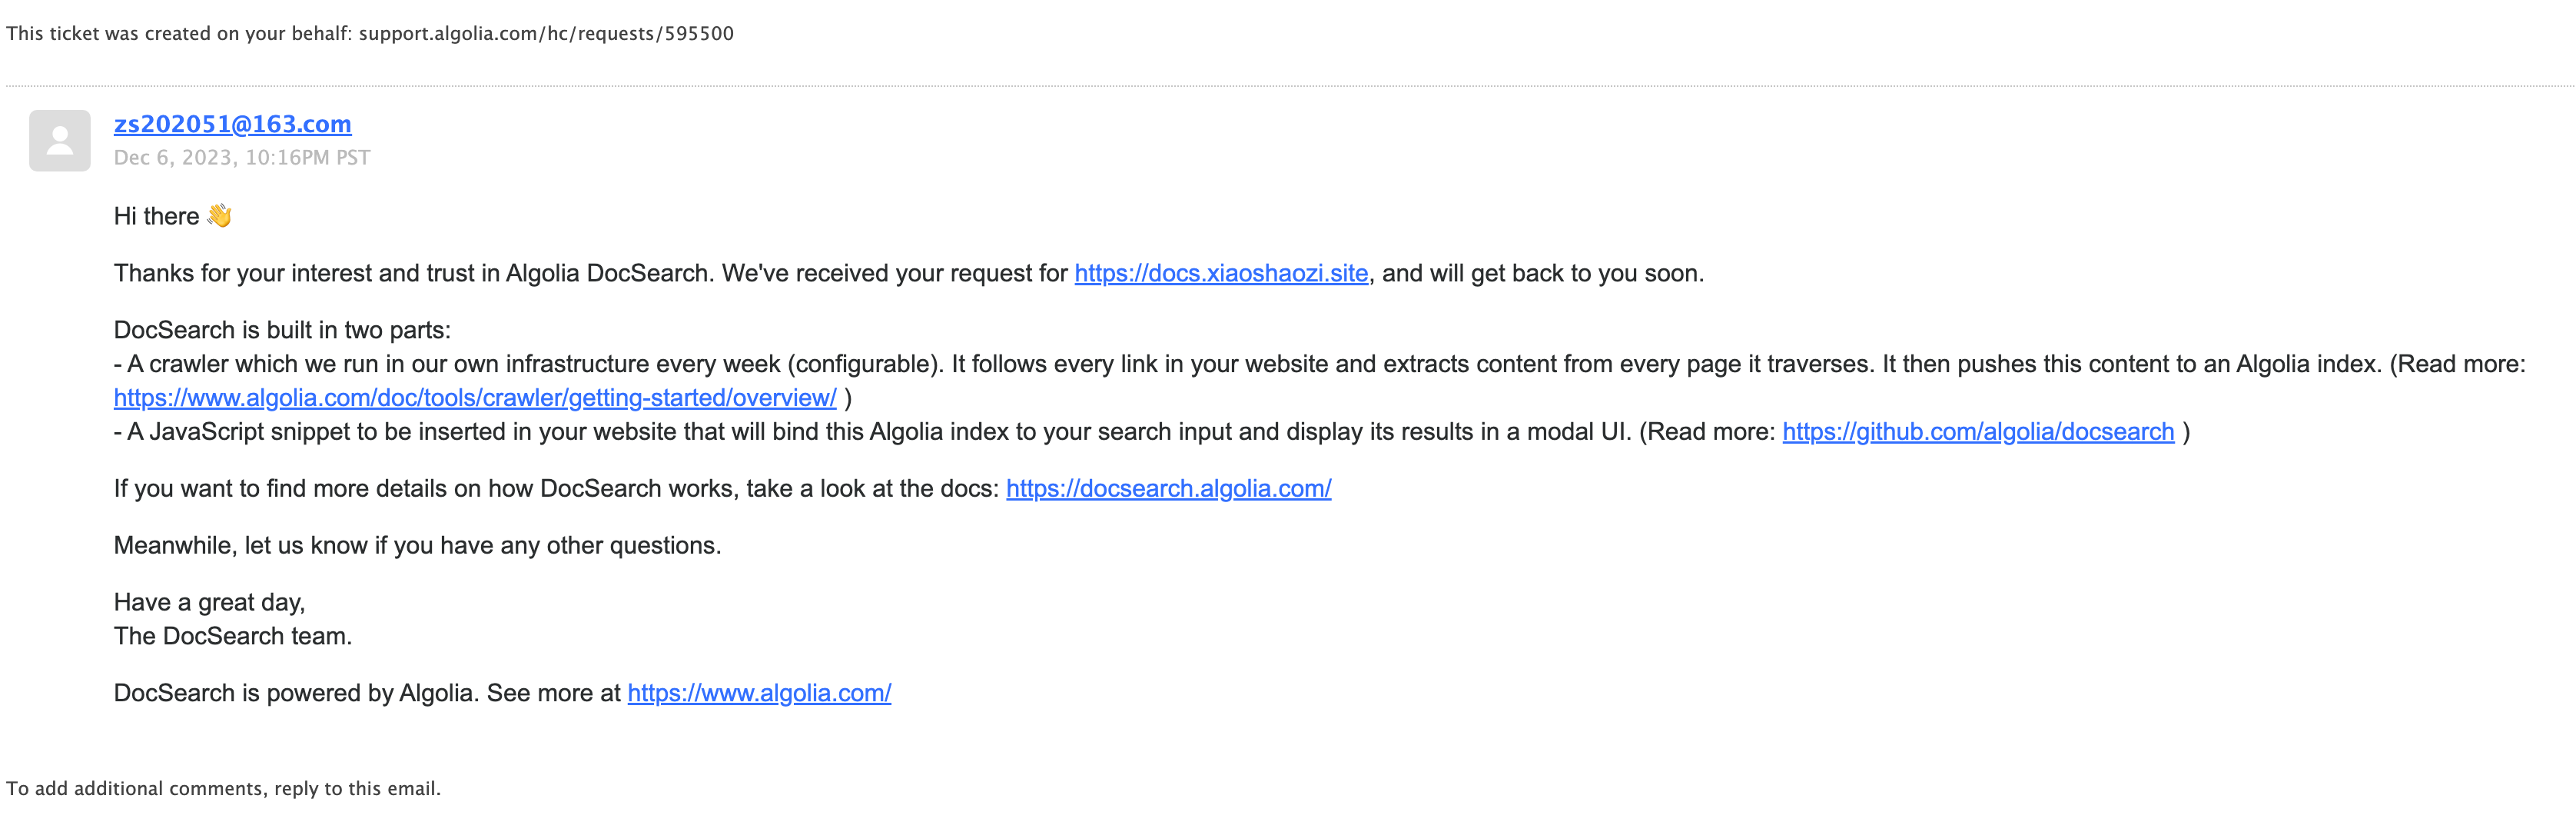 This ticket was created on your behalf: support.algolia.com/hc/requests/595500
zs202051@163.com
Dec 6, 2023, 10:16PM PST
Hi there 👋
Thanks for your interest and trust in Algolia DocSearch. We've received your request for https://docs.xiaoshaozi.site, and will get back to you soon.
DocSearch is built in two parts:
- A crawler which we run in our own infrastructure every week (configurable). It follows every link in your website and extracts content from every page it traverses. It then pushes this content to an Algolia index. (Read more:
https://www.algolia.com/doc/tools/crawler/getting-started/overview/ )
- A JavaScript snippet to be inserted in your website that will bind this Algolia index to your search input and display its results in a modal UI. (Read more: https://github.com/algolia/docsearch )
If you want to find more details on how DocSearch works, take a look at the docs: https://docsearch.algolia.com/
Meanwhile, let us know if you have any other questions.
Have a great day,
The DocSearch team.
DocSearch is powered by Algolia. See more at https://www.algolia.com/
To add additional comments, reply to this email.